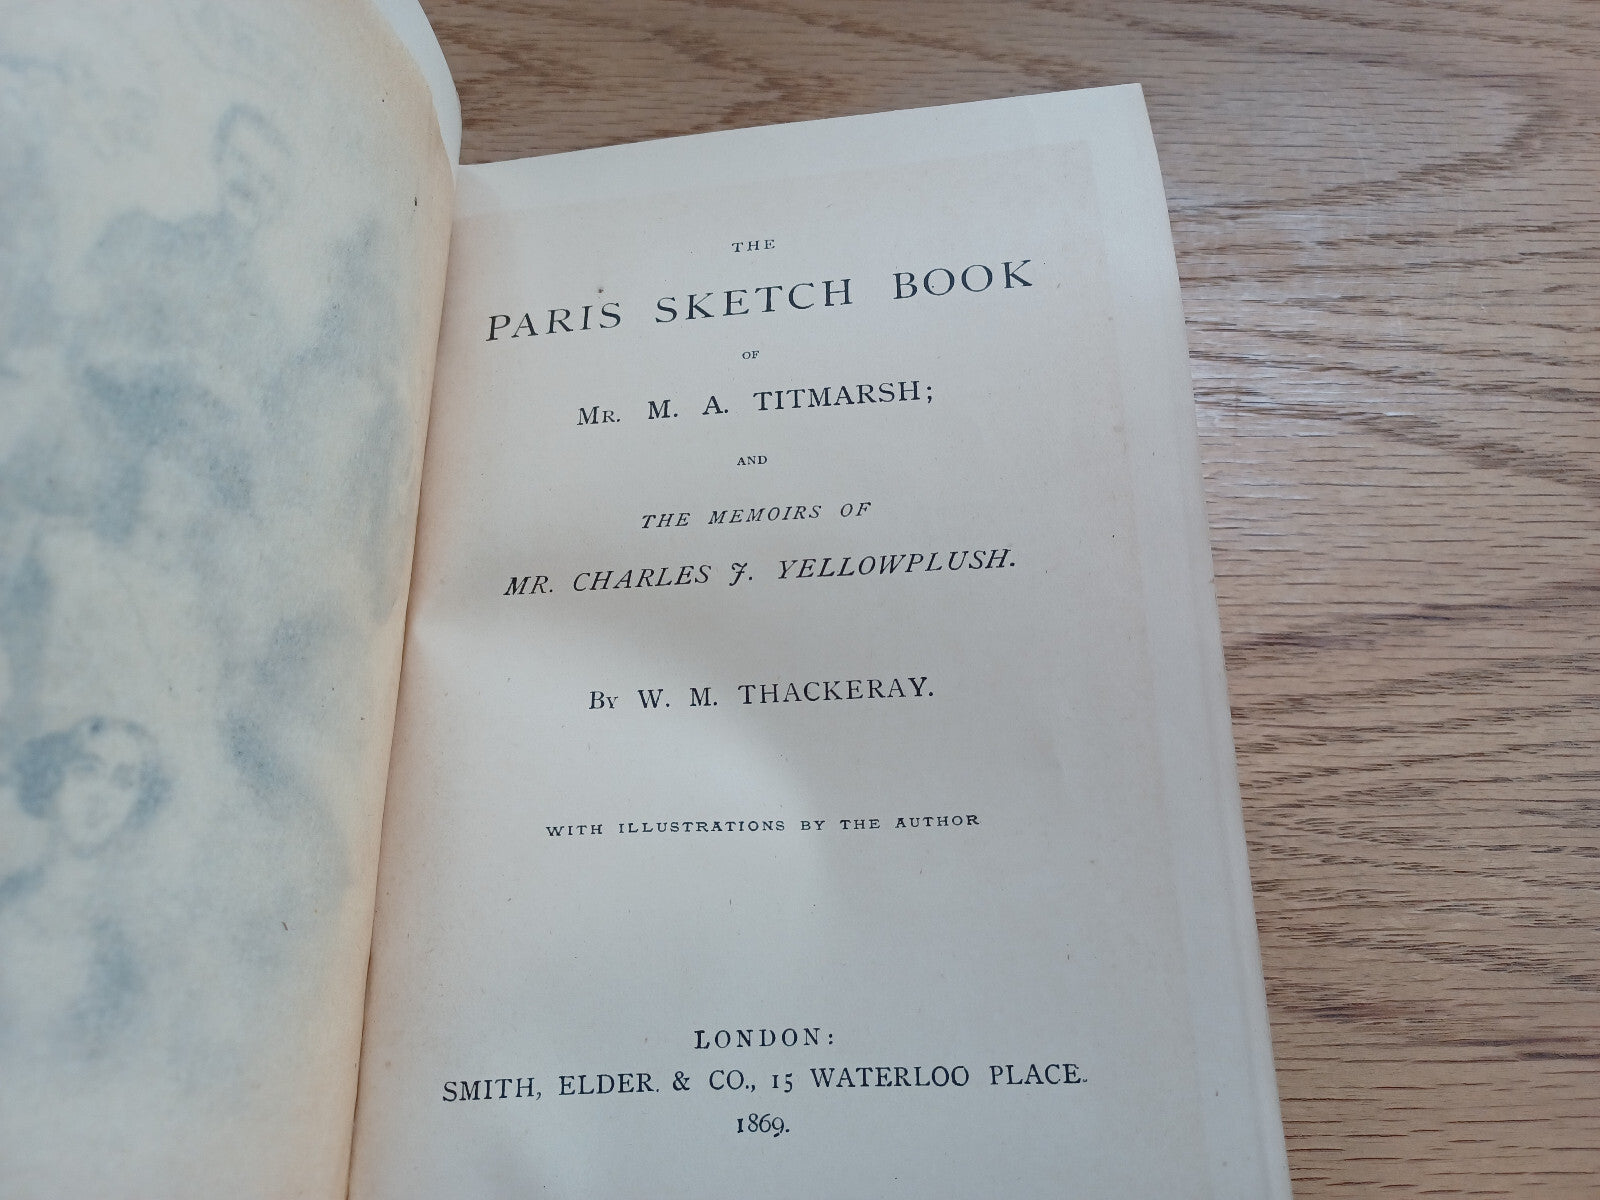 THE
PARIS SKETCH BOOK
OF
MR. M. A. TITMARSH;
AND
THE MEMOIRS OF
MR. CHARLES J. YELLOWPLUSH.
BY W. M. THACKERAY.
WITH ILLUSTRATIONS BY THE AUTHOR
LONDON:
SMITH, ELDER. & CO., 15 WATERLOO PLACE.
1869.